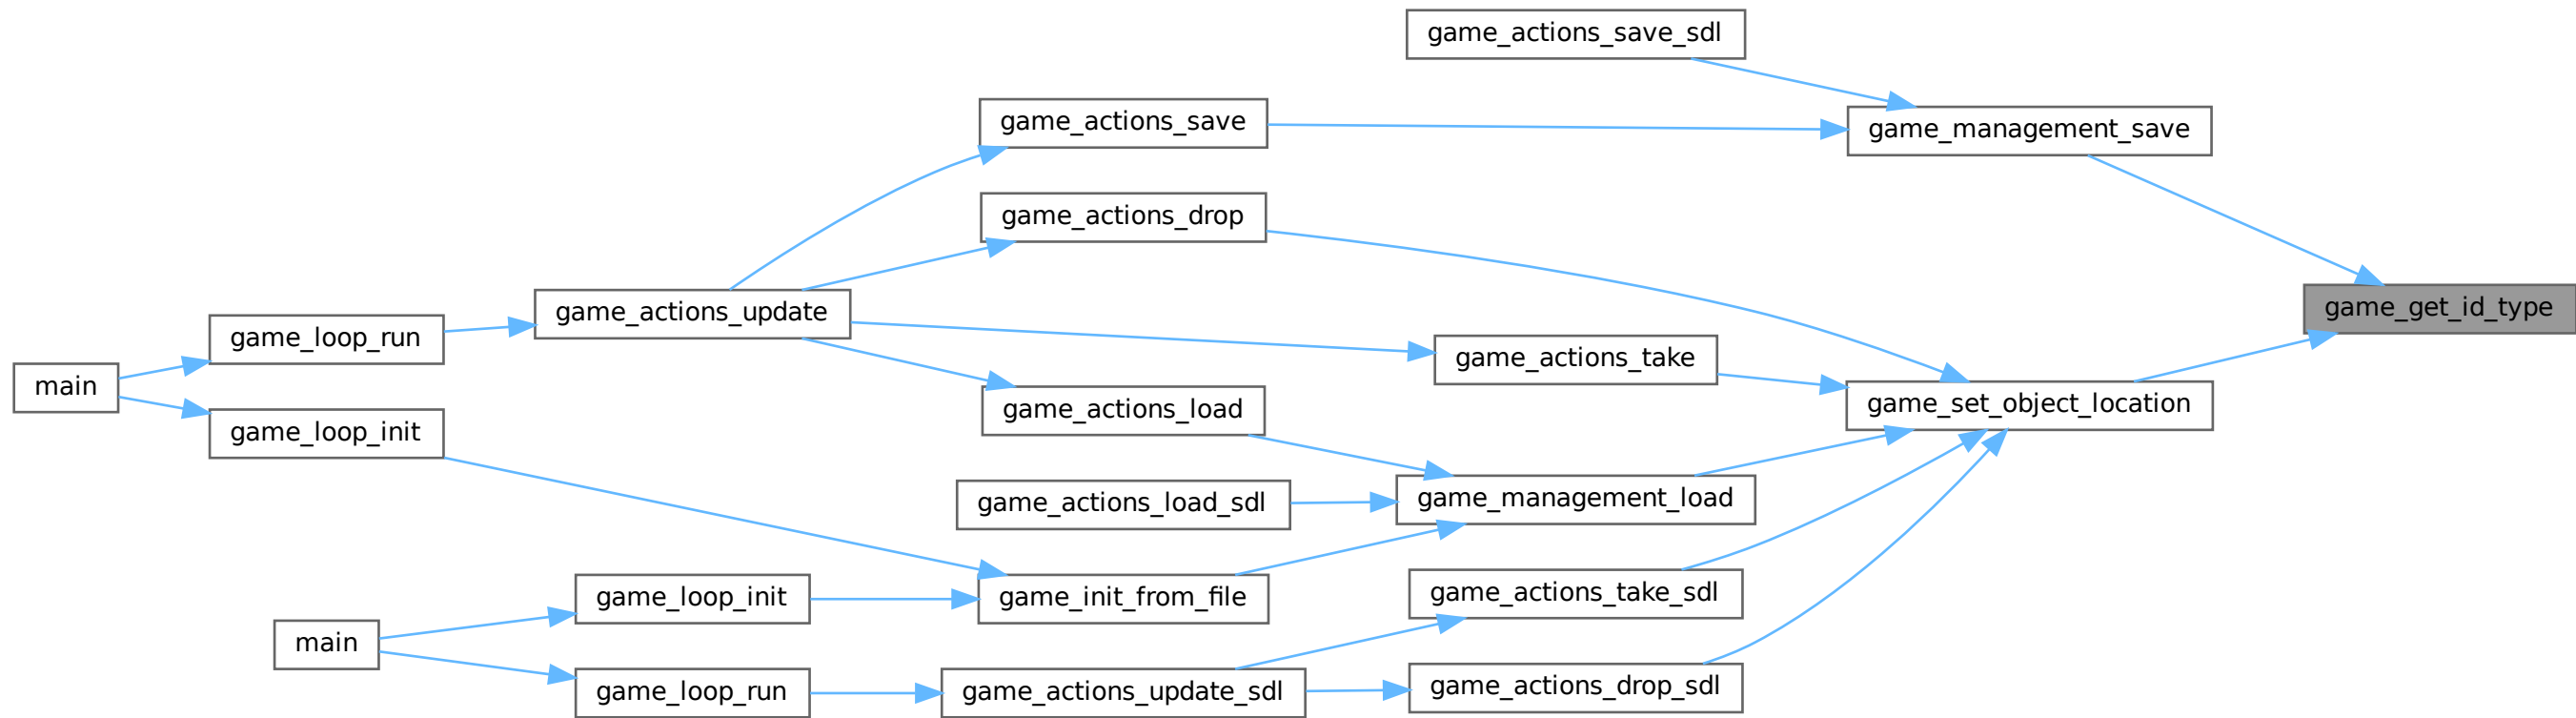 game_actions_save_sdl
game_actions_save
game_management_save
game_actions_drop
game_get_id_type
game_actions_update
game_loop_run
game_actions_take
main
game_set_object_location
game_actions_load
game_loop_init
game_management_load
game_actions_load_sdl
game_actions_take_sdl
game_loop_init
game_init_from_file
main
game_actions_drop_sdl
game_loop_run
game_actions_update_sdl